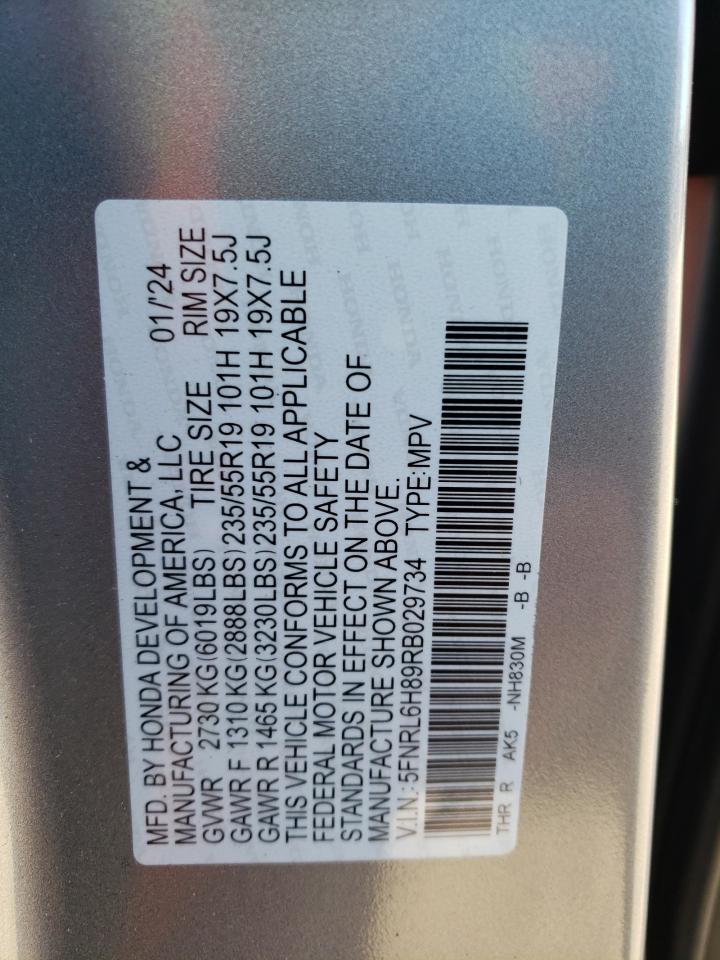 MFD. BY HONDA DEVELOPMENT & 01/'24
MANUFACTURING OF AMERICA, LLC
GVWR 2730 KG(6019LBS) TIRE SIZE RIM SIZE
GAWR F 1310 KG(2888LBS)235/55R19 101H 19X7.5J
GAWR R 1465 KG(3230LBS)235/55R19 101H 19X7.5J
THIS VEHICLE CONFORMS TO ALL APPLICABLE
FEDERAL MOTOR VEHICLE SAFETY
STANDARDS IN EFFECT ON THE DATE OF
MANUFACTURE SHOWN ABOVE.
V.I.N.: 5FNRL6H89RB029734 TYPE:MPV
THR R AK5 -NH830M -B -B